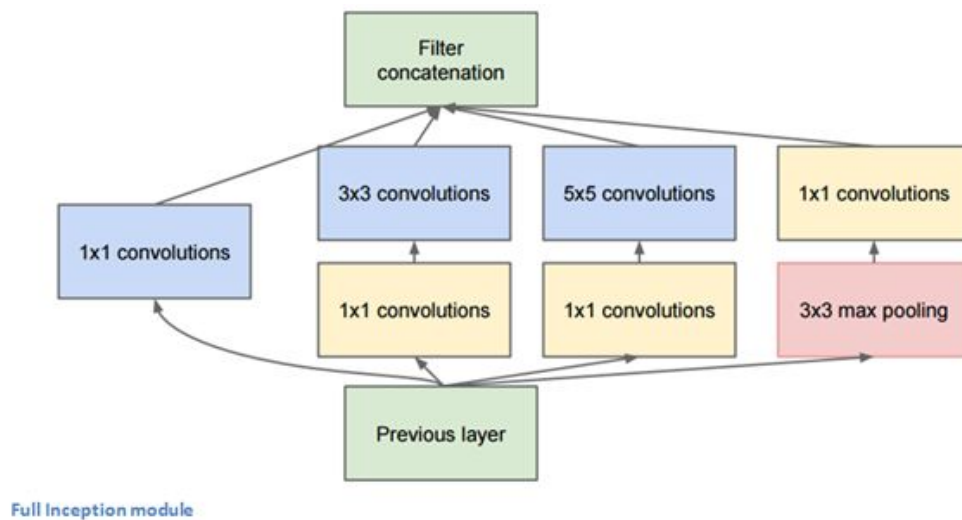 Filter
concatenation
3x3 convolutions
5x5 convolutions
1x1 convolutions
1x1 convolutions
1x1 convolutions
1x1 convolutions
3x3 max pooling
Previous layer
Full Inception module